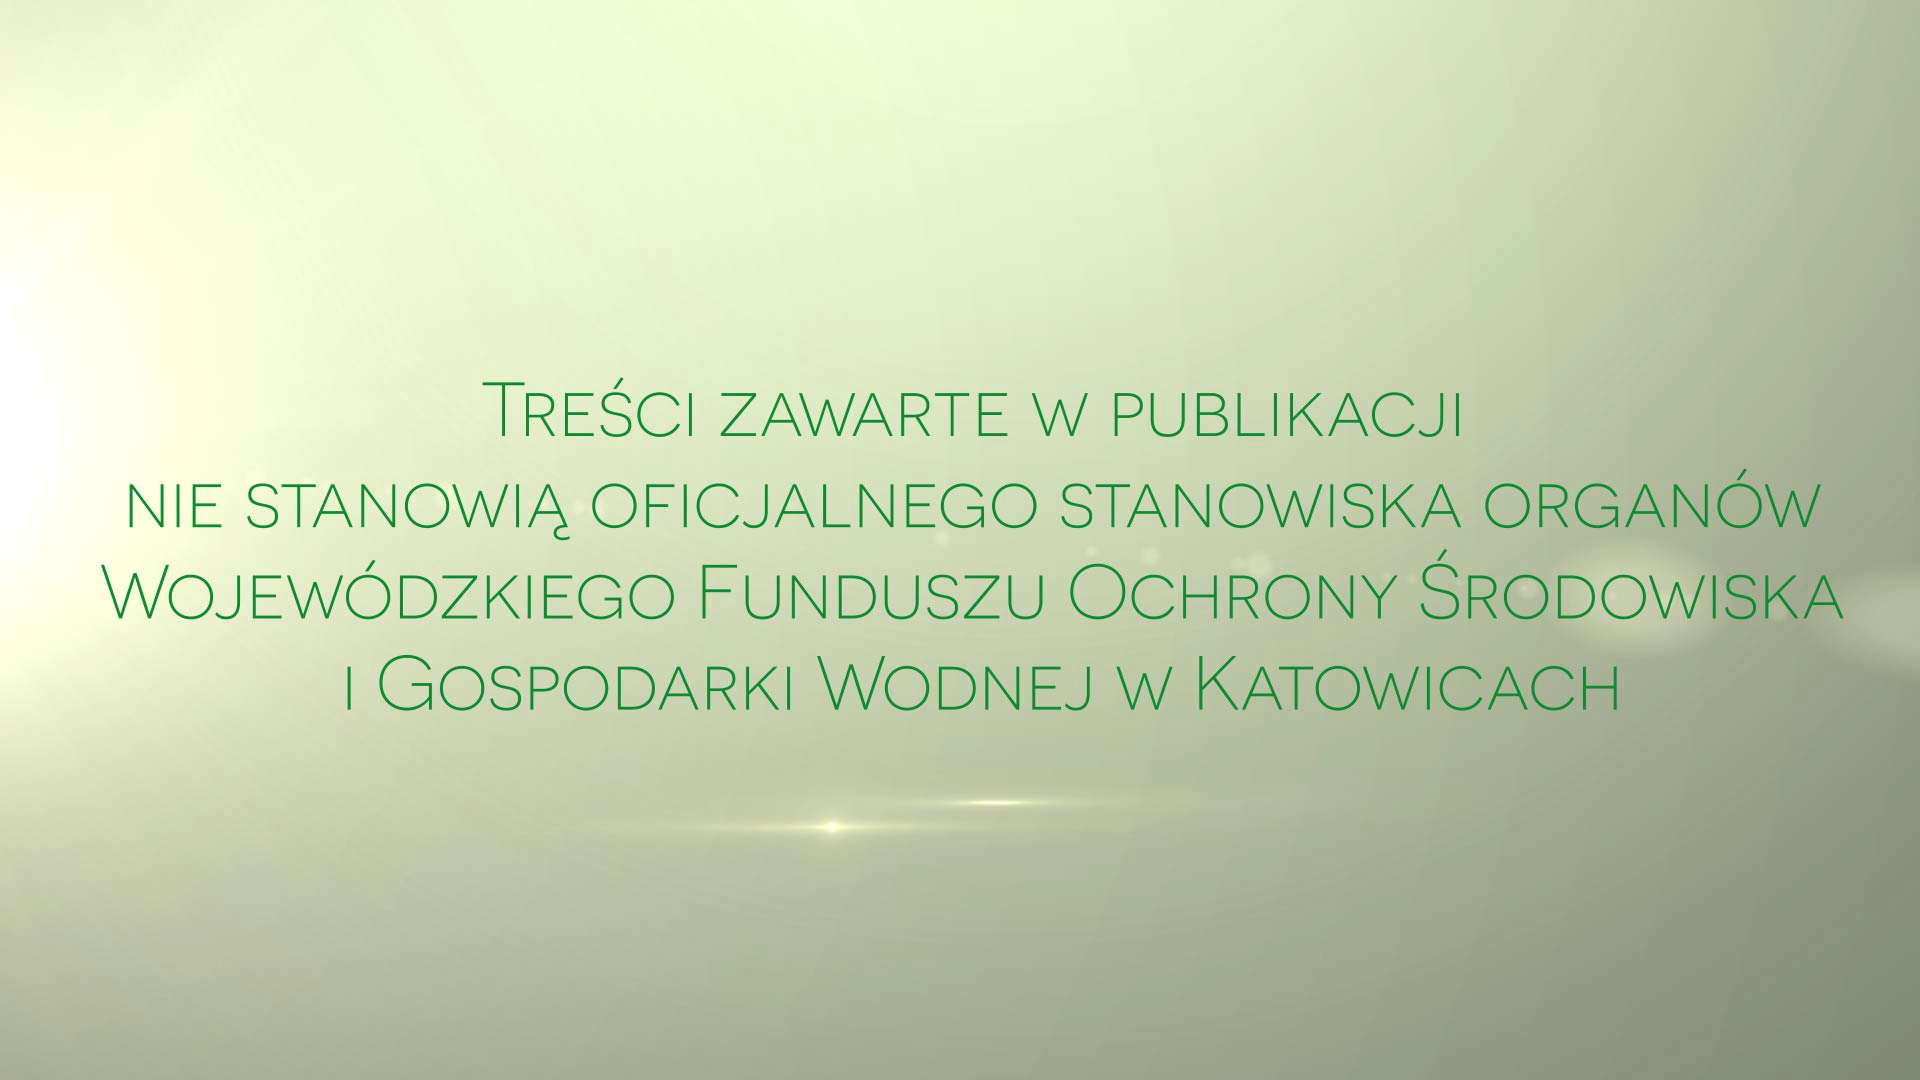 Treści zawarte w publikacji
nie stanowią oficjalnego stanowiska organów
Wojewódzkiego Funduszu Ochrony Środowiska
i Gospodarki Wodnej w Katowicach